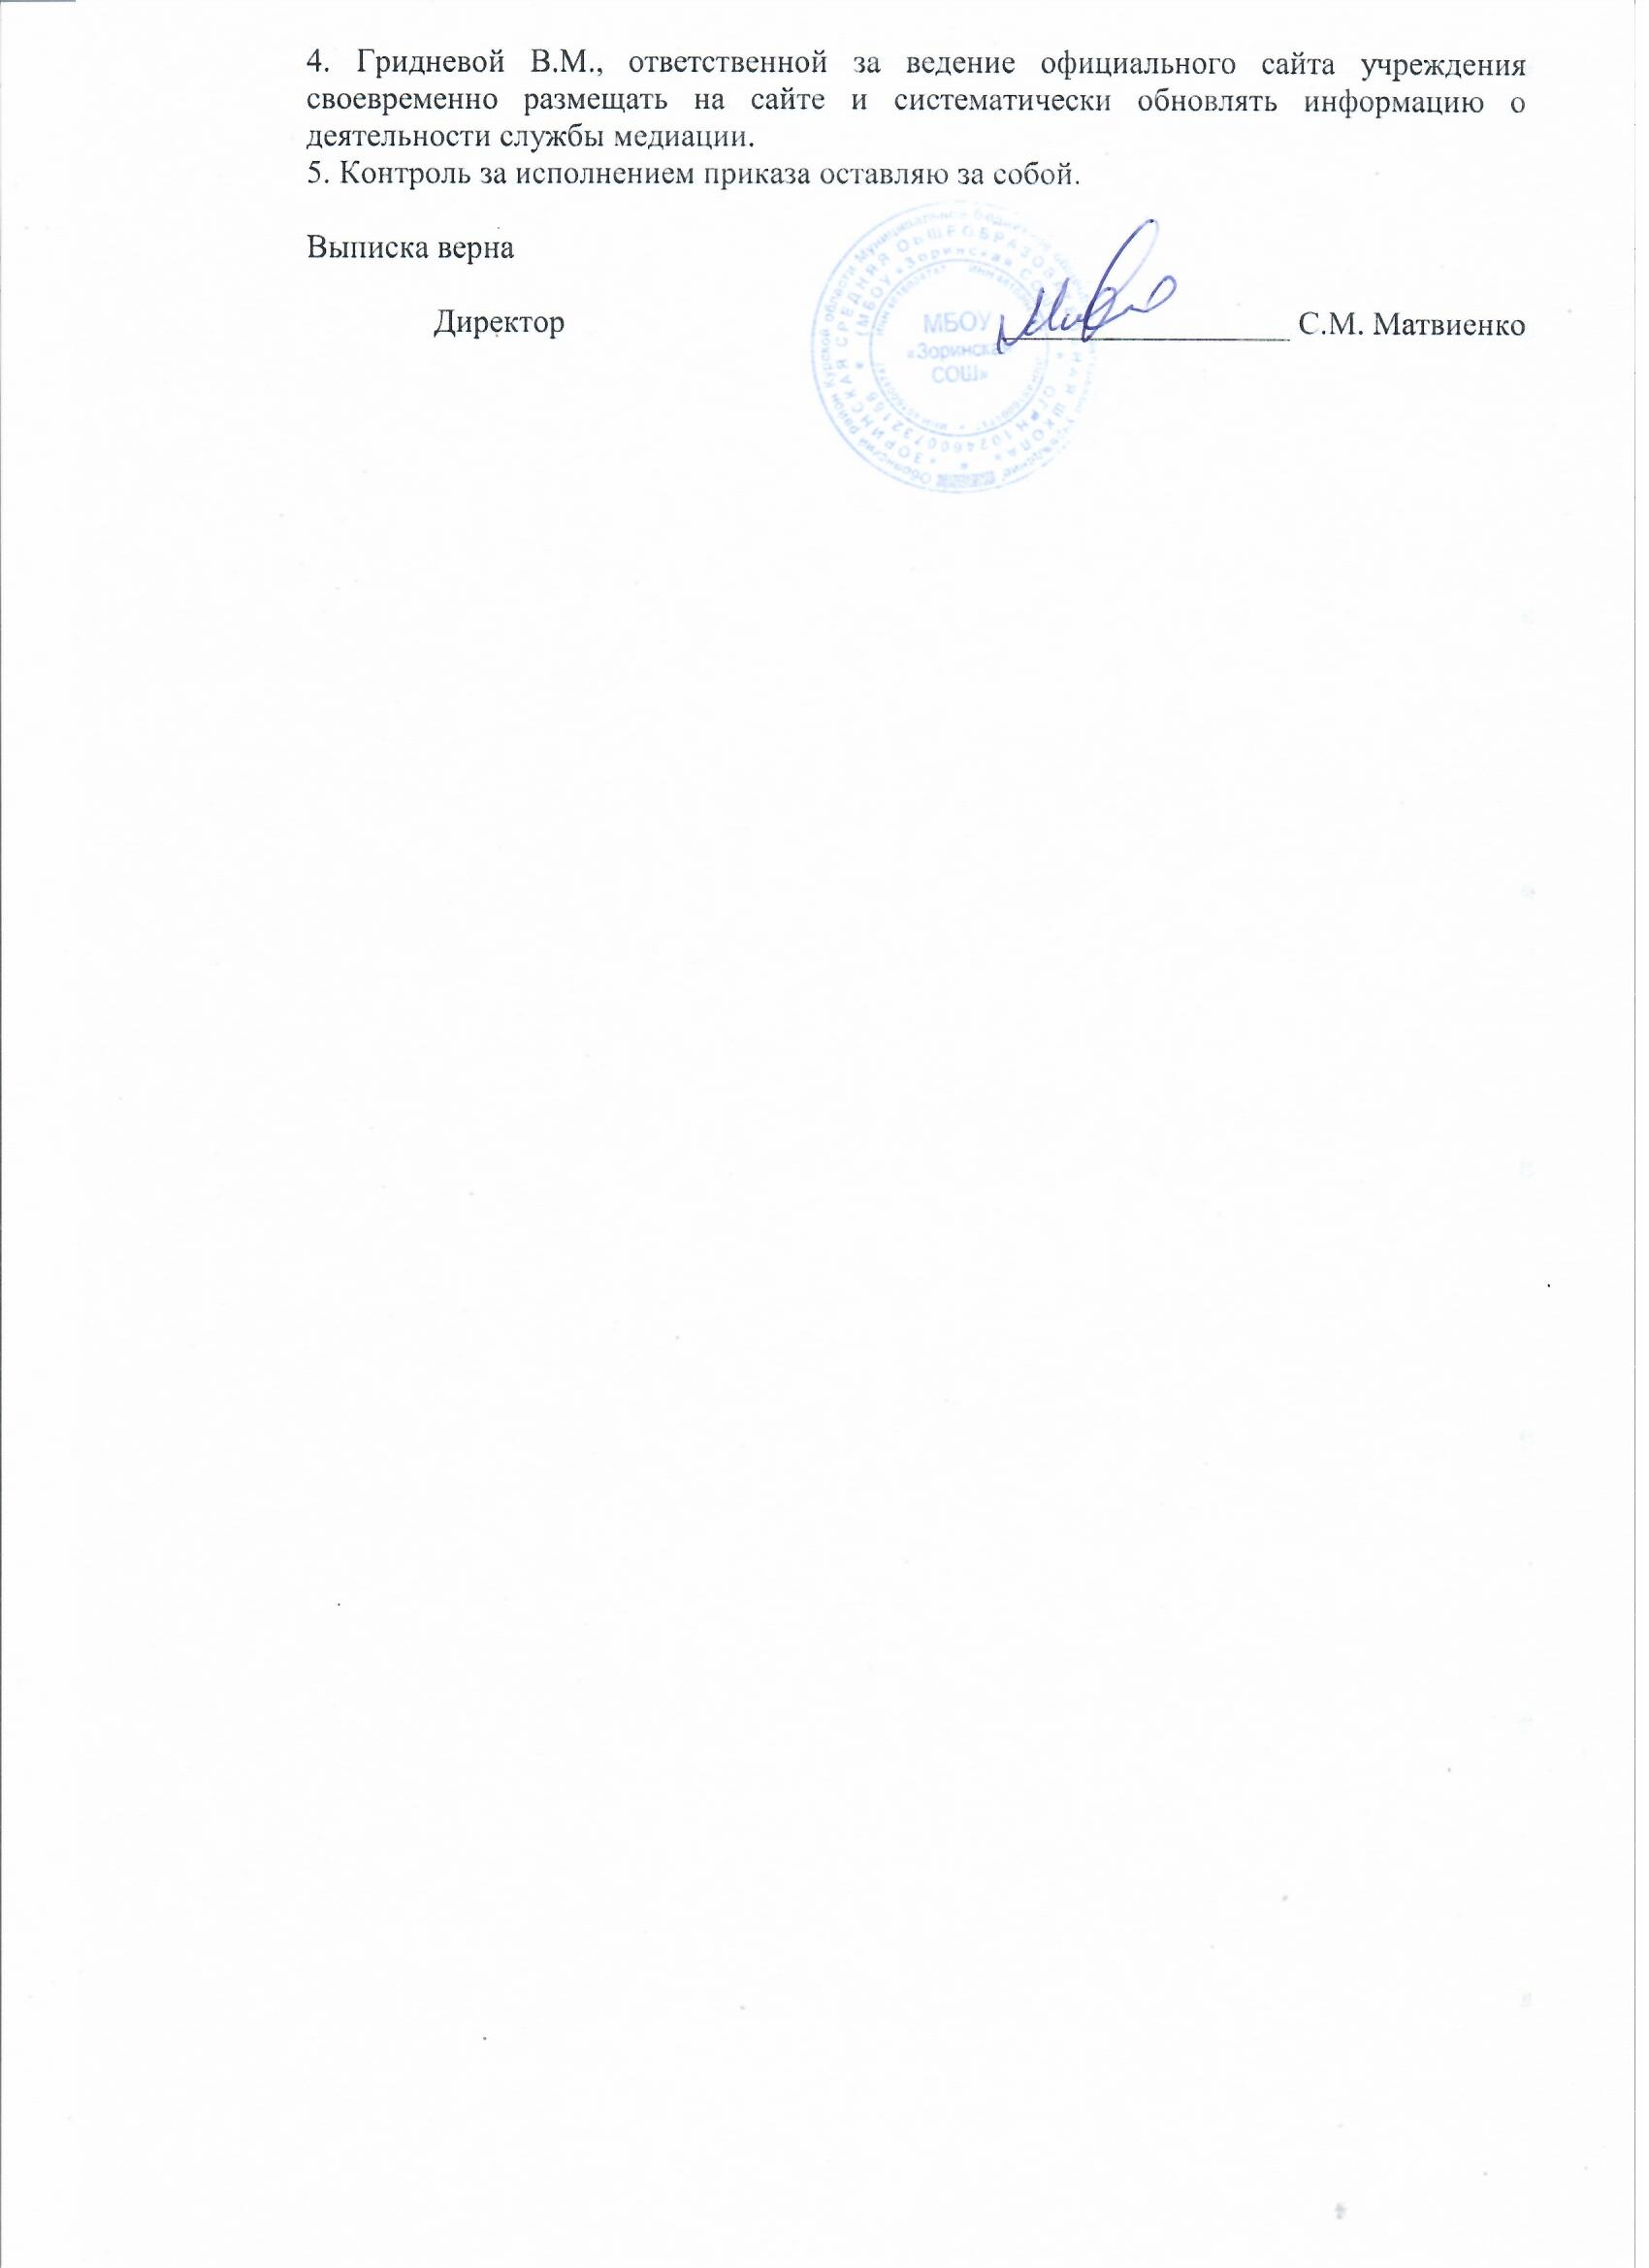 4. Гридневой В.М., ответственной за ведение официального сайта учреждения
своевременно размещать на сайте и систематически обновлять информацию о
деятельности службы медиации.
5. Контроль за исполнением приказа оставляю за собой.
Выписка верна
Директор
С.М. Матвиенко
МБОУ
«Зоринская
СОШ»